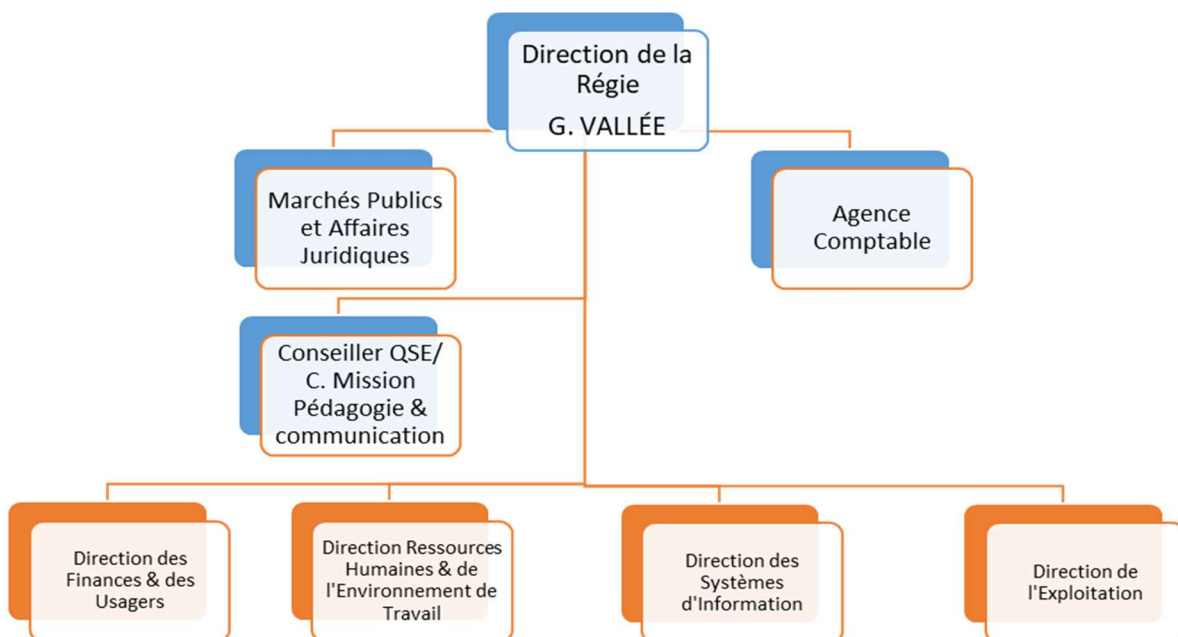 Direction de la
Régie
G. VALLÉE
Marchés Publics
et Affaires
Juridiques
Agence
Comptable
Conseiller QSE/
C. Mission
Pédagogie &
communication
Direction des
Finances & des
Usagers
Direction Ressources
Humaines & de
l'Environnement de
Travail
Direction des
Systèmes
d'Information
Direction de
l'Exploitation